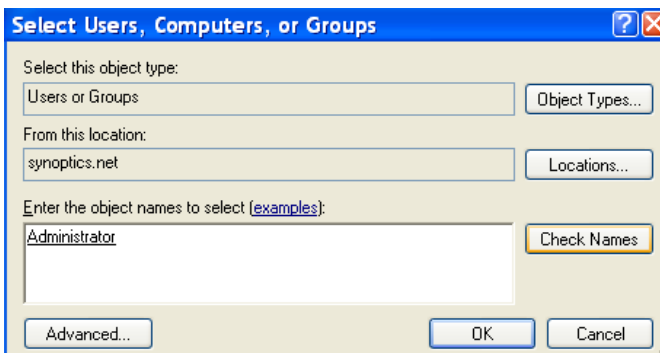 Select Users, Computers, or Groups
Select this object type:
Users or Groups
Object Types...
From this location:
synoptics.net
Locations...
Enter the object names to select (examples):
Administrator
Check Names
Advanced...
OK
Cancel